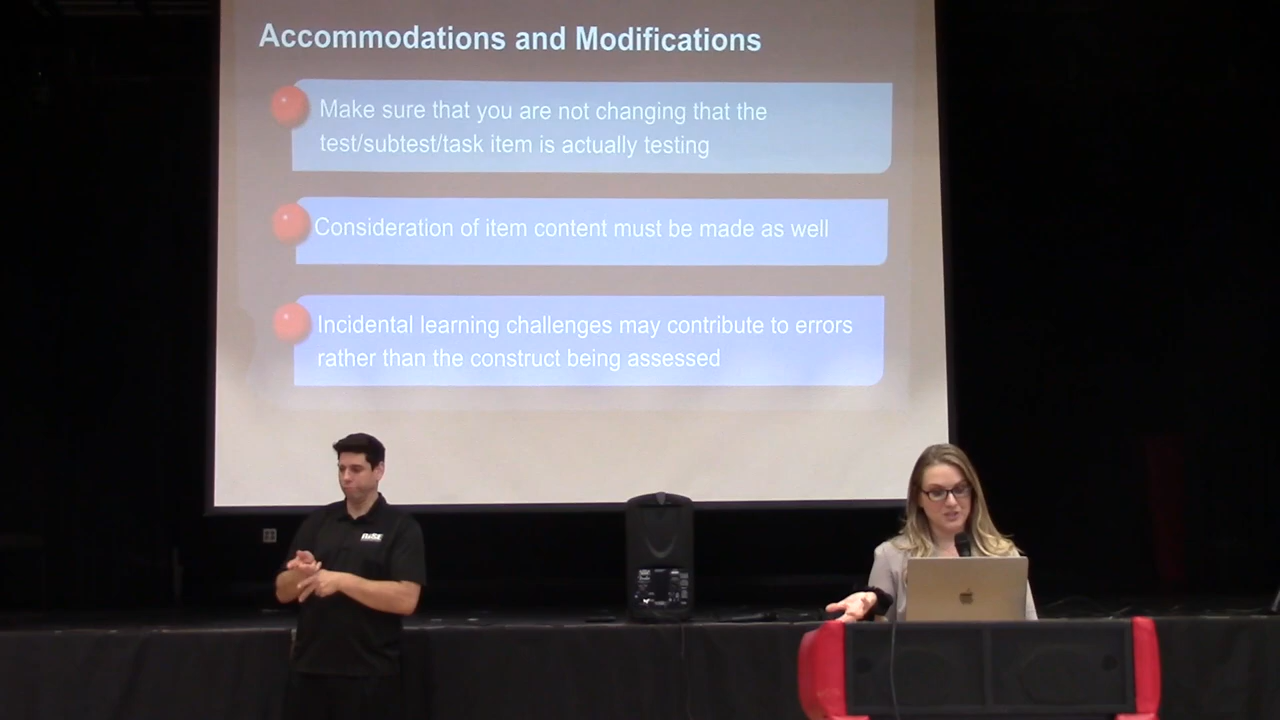 Accommodations and Modifications
Make sure that you are not changing that the
test/subtest/task item is actually testing
Consideration of item content must be made as well
Incidental learning challenges may contribute to errors
rather than the construct being assessed